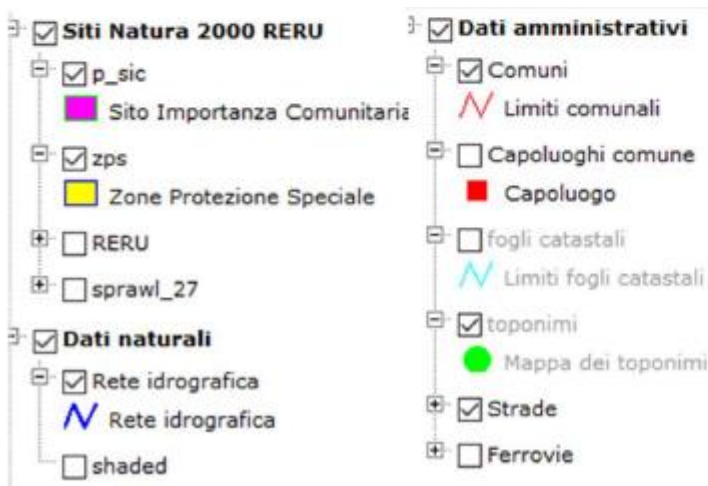 Siti Natura 2000 RERU
p_sic
Sito Importanza Comunitaria
zps
Zone Protezione Speciale
RERU
sprawl_27
Dati naturali
Rete idrografica
Rete idrografica
shaded
Dati amministrativi
Comuni
Limiti comunali
Capoluoghi comune
Capoluogo
fogli catastali
Limiti fogli catastali
toponimi
Mappa dei toponimi
Strade
Ferrovie